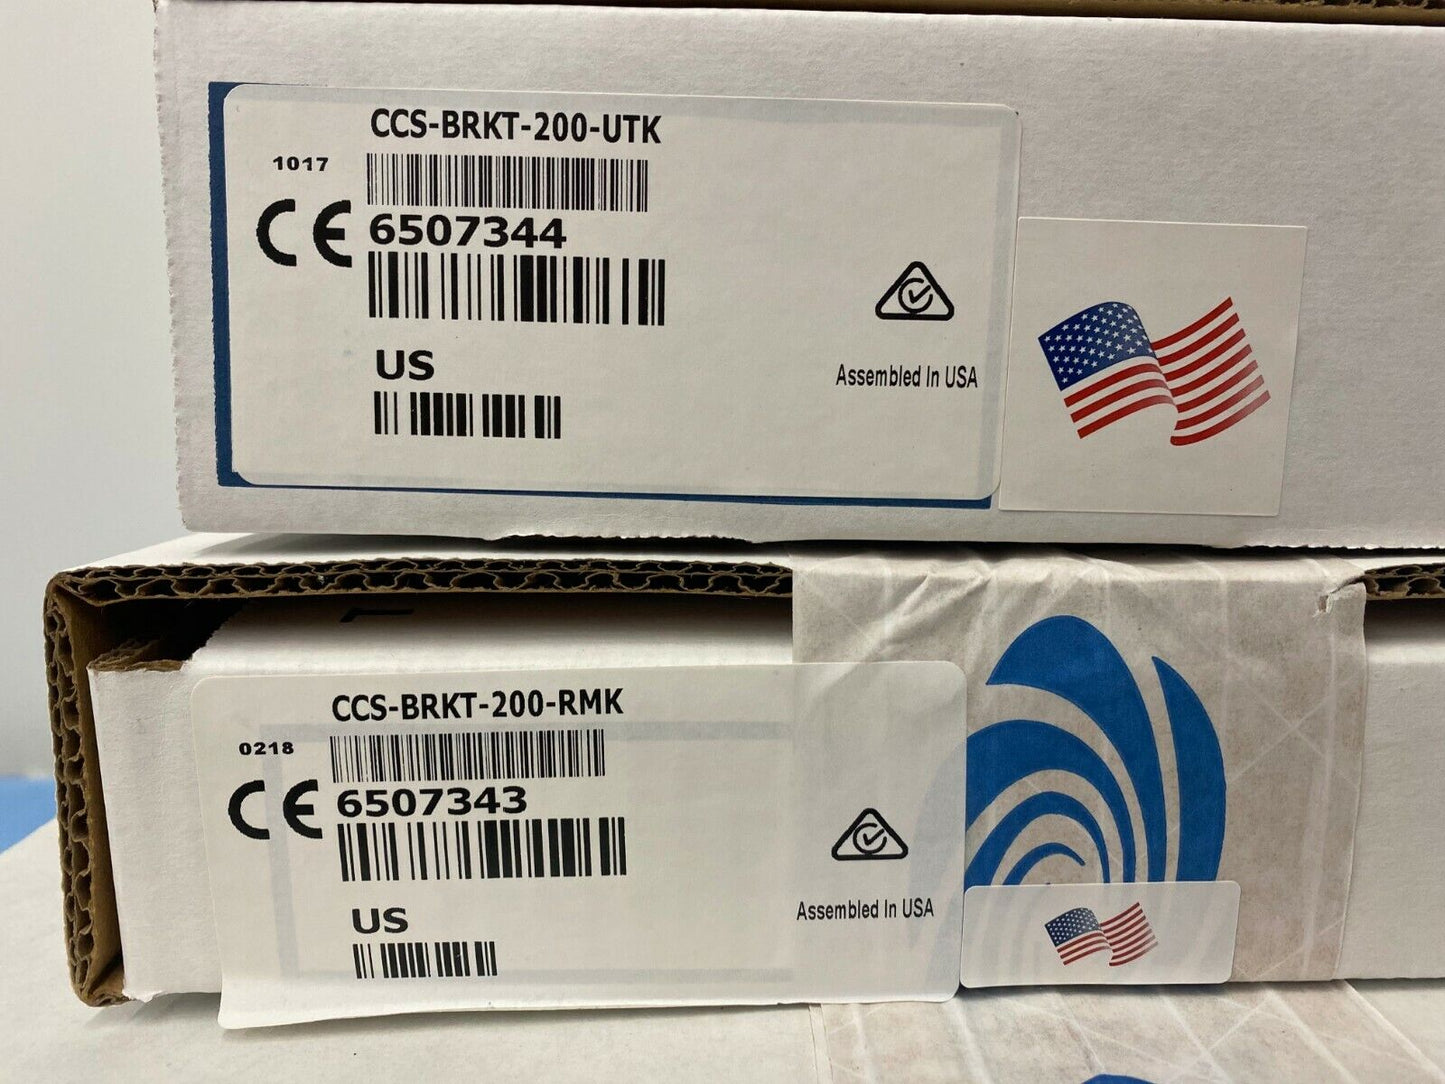 CCS-BRKT-200-UTK
1017
CE
6507344
US
Assembled In USA
CCS-BRKT-200-RMK
0218
CE
6507343
US
Assembled In USA